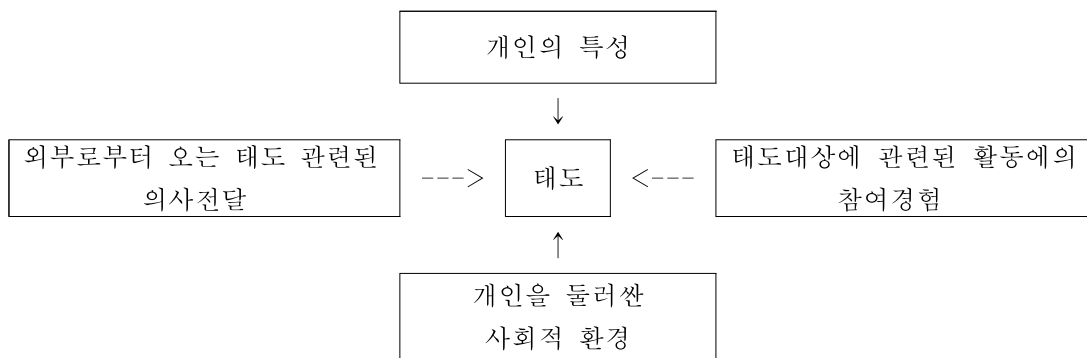 개인의 특성
↓
외부로부터 오는 태도 관련된
의사전달
---> 태도 <---
태도대상에 관련된 활동에의
참여경험
↑
개인을 둘러싼
사회적 환경